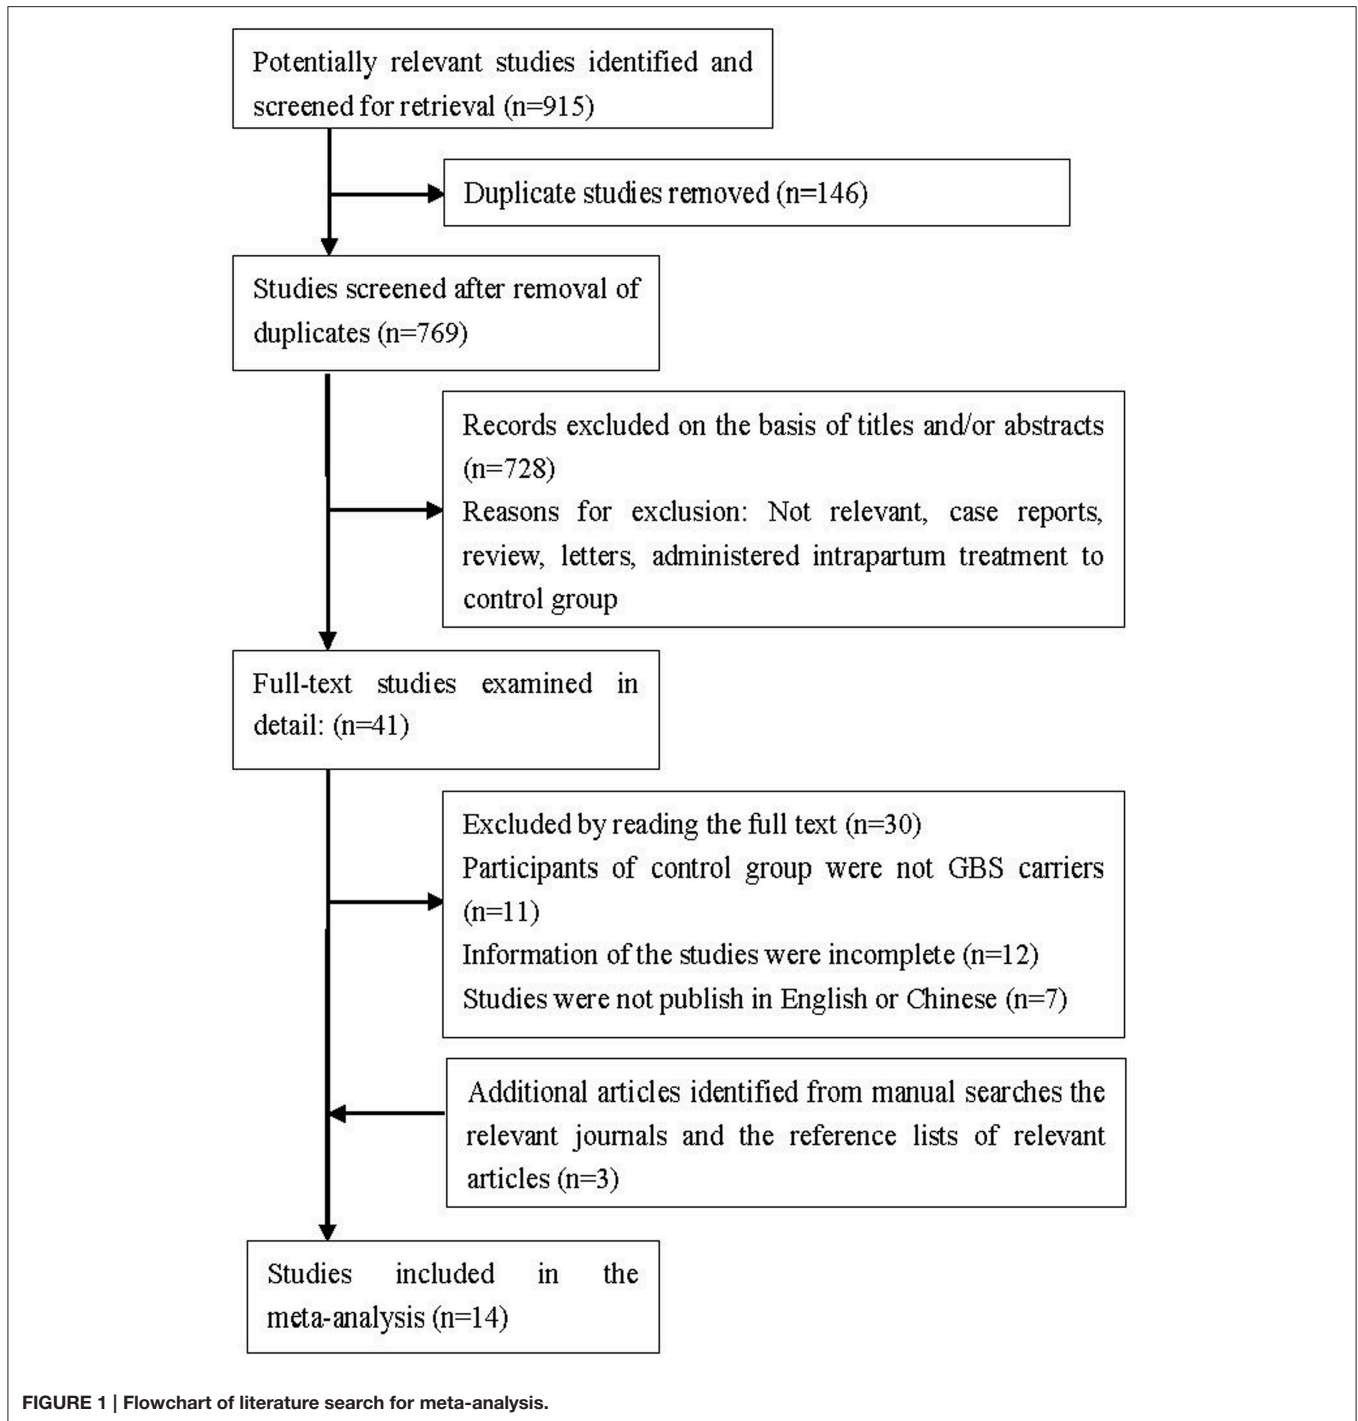 Potentially relevant studies identified and
screened for retrieval (n=915)
Duplicate studies removed (n=146)
Studies screened after removal of
duplicates (n=769)
Records excluded on the basis of titles and/or abstracts
(n=728)
Reasons for exclusion: Not relevant, case reports,
review, letters, administered intrapartum treatment to
control group
Full-text studies examined in
detail: (n=41)
Excluded by reading the full text (n=30)
Participants of control group were not GBS carriers
(n=11)
Information of the studies were incomplete (n=12)
Studies were not publish in English or Chinese (n=7)
Additional articles identified from manual searches the
relevant journals and the reference lists of relevant
articles (n=3)
Studies included in the
meta-analysis (n=14)
FIGURE 1 | Flowchart of literature search for meta-analysis.